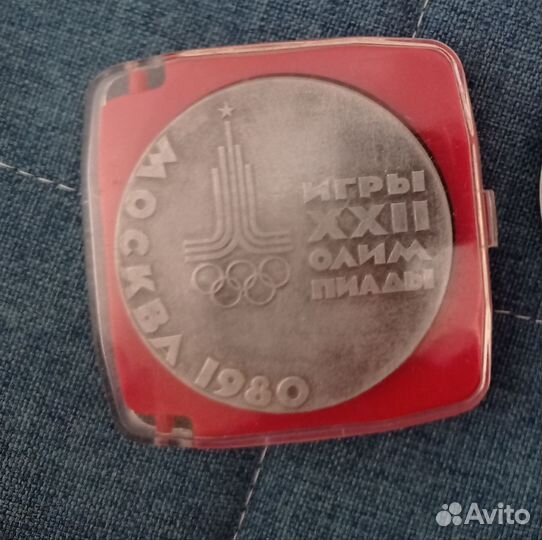 МОСКВА 1980
ИГРЫ
XXII
ОЛИМ
ПИАДЫ
Avito